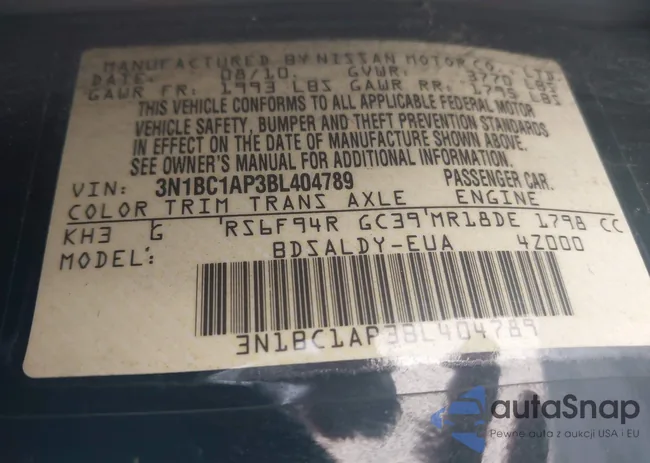 MANUFACTURED BY NISSAN MOTOR CO., LTD.
DATE: 08/10. GVWR: 3770 LBS
GAWR FR: 1993 LBS GAWR RR: 1795 LBS
THIS VEHICLE CONFORMS TO ALL APPLICABLE FEDERAL MOTOR
VEHICLE SAFETY, BUMPER AND THEFT PREVENTION STANDARDS
IN EFFECT ON THE DATE OF MANUFACTURE SHOWN ABOVE.
SEE OWNER'S MANUAL FOR ADDITIONAL INFORMATION
VIN: 3N1BC1AP3BL404789 PASSENGER CAR.
COLOR TRIM TRANS AXLE ENGINE
KH3 G RS6F94R GC39 MR18DE 1798 CC
MODEL: BDSALDY-EUA 4Z000
3N1BC1AP3BL404789
autaSnap
Pewne auta z aukcji USA i EU